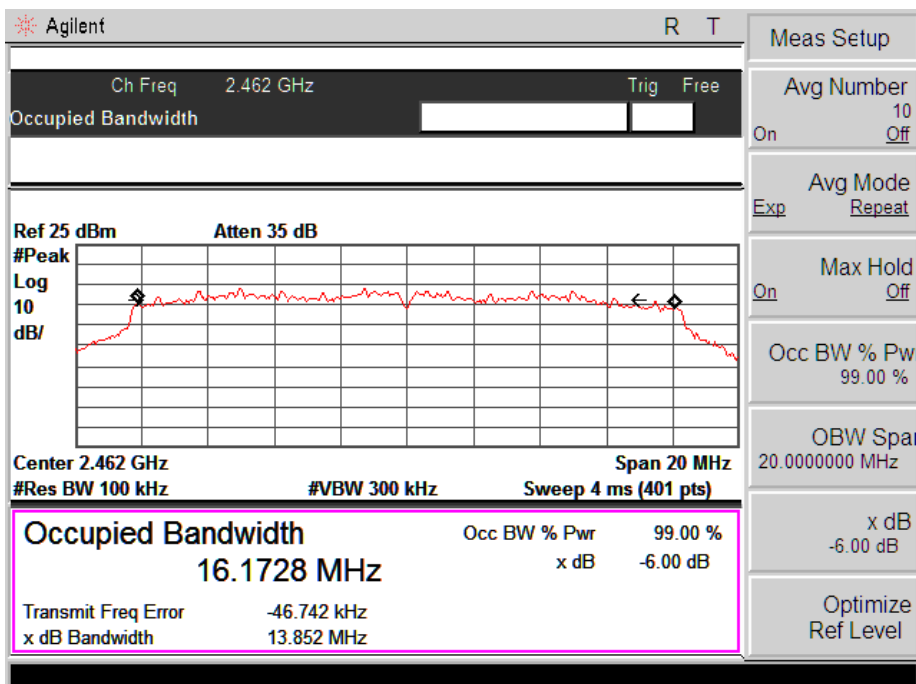 Agilent R T
Ch Freq 2.462 GHz Trig Free
Occupied Bandwidth
Ref 25 dBm Atten 35 dB
#Peak
Log
10
dB/
Center 2.462 GHz Span 20 MHz
#Res BW 100 kHz #VBW 300 kHz Sweep 4 ms (401 pts)
Occupied Bandwidth Occ BW % Pwr 99.00 %
16.1728 MHz x dB -6.00 dB
Transmit Freq Error -46.742 kHz
x dB Bandwidth 13.852 MHz
Meas Setup
Avg Number
10
On Off
Avg Mode
Exp Repeat
Max Hold
On Off
Occ BW % Pwr
99.00 %
OBW Span
20.0000000 MHz
x dB
-6.00 dB
Optimize
Ref Level